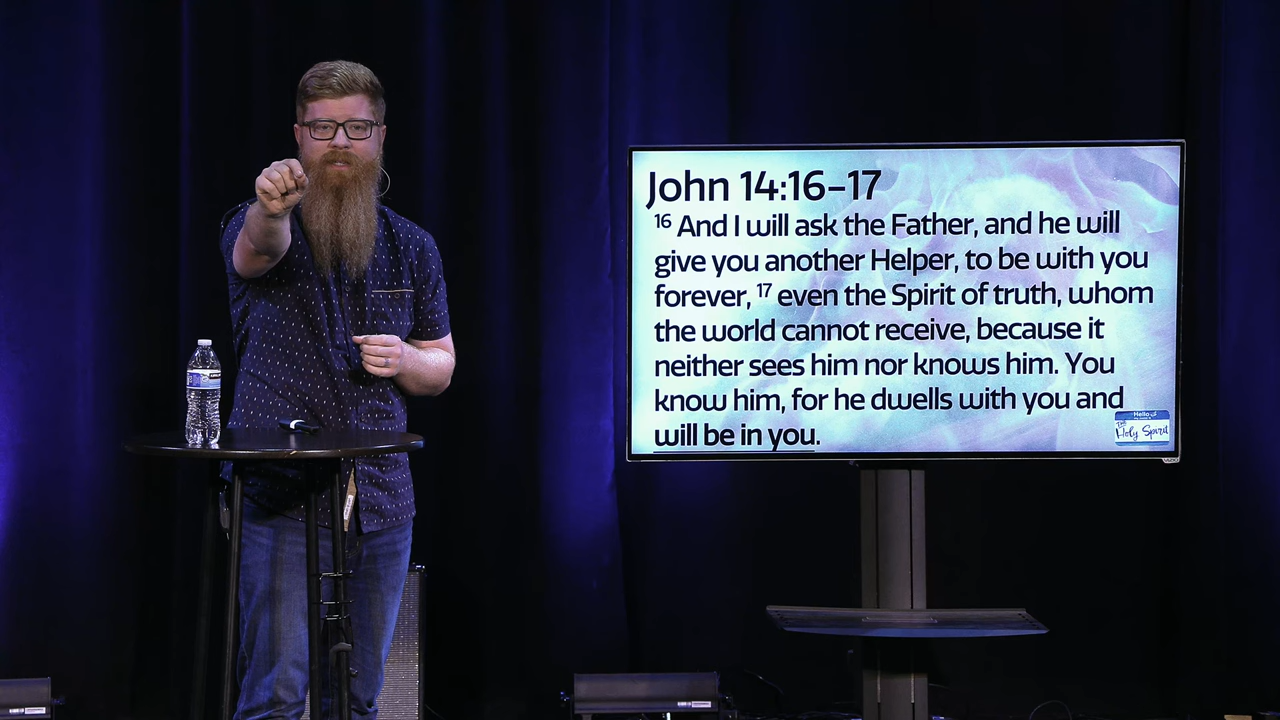 John 14:16-17
16 And I will ask the Father, and he will
give you another Helper, to be with you
forever, 17 even the Spirit of truth, whom
the world cannot receive, because it
neither sees him nor knows him. You
know him, for he dwells with you and
will be in you.
Hello
The
Holy Spirit